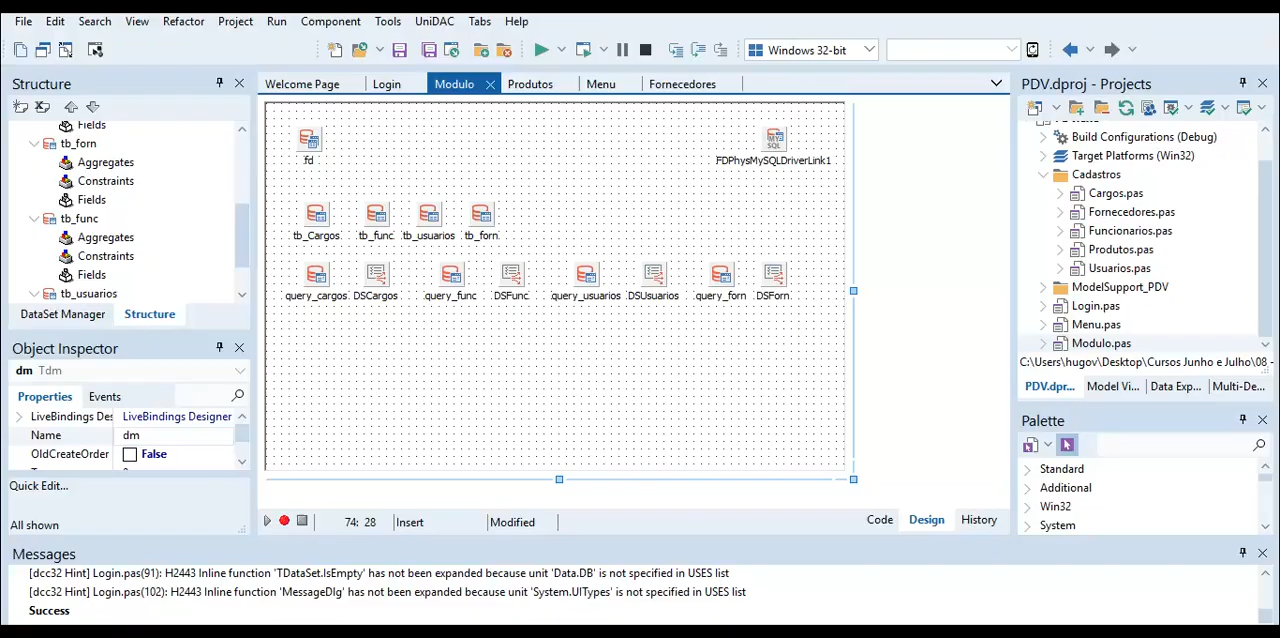 File Edit Search View Refactor Project Run Component Tools UniDAC Tabs Help
Windows 32-bit
Structure
Fields
tb_forn
Aggregates
Constraints
Fields
tb_func
Aggregates
Constraints
Fields
tb_usuarios
DataSet Manager Structure
Object Inspector
dm Tdm
Properties Events
LiveBindings Des LiveBindings Designer
Name dm
OldCreateOrder False
Quick Edit...
All shown
Welcome Page Login Modulo Produtos Menu Fornecedores
fd FDPhysMySQLDriverLink1
MY SQL
tb_Cargos tb_func tb_usuarios tb_forn
query_cargos DSCargos query_func DSFunc query_usuarios DSUsuarios query_forn DSForn
74: 28 Insert Modified Code Design History
PDV.dproj - Projects
Build Configurations (Debug)
Target Platforms (Win32)
Cadastros
Cargos.pas
Fornecedores.pas
Funcionarios.pas
Produtos.pas
Usuarios.pas
ModelSupport_PDV
Login.pas
Menu.pas
Modulo.pas
C:\Users\hugov\Desktop\Cursos Junho e Julho\08 -
PDV.dpr... Model Vi... Data Exp... Multi-De...
Palette
Standard
Additional
Win32
System
Messages
[dcc32 Hint] Login.pas(91): H2443 Inline function 'TDataSet.IsEmpty' has not been expanded because unit 'Data.DB' is not specified in USES list
[dcc32 Hint] Login.pas(102): H2443 Inline function 'MessageDlg' has not been expanded because unit 'System.UITypes' is not specified in USES list
Success